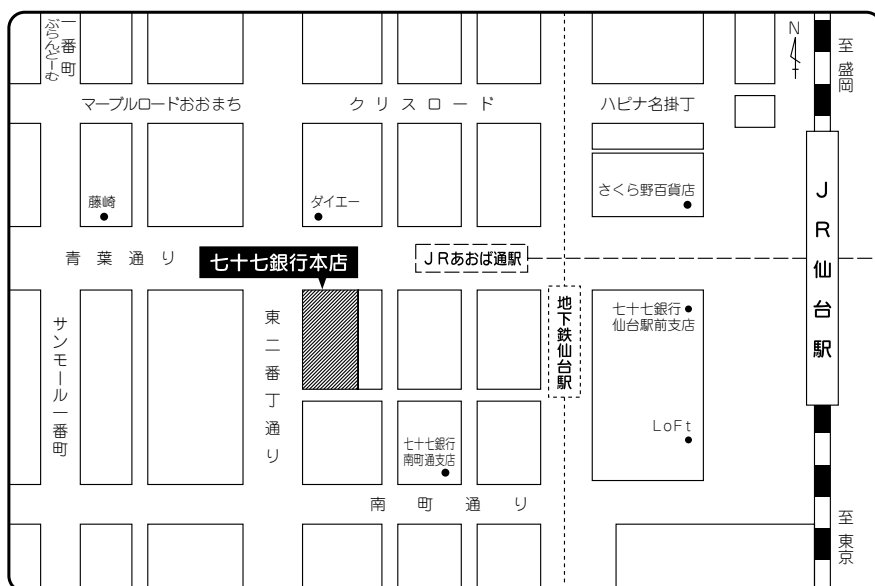 一番町
ぶらんどーむ
N
至盛岡
マーブルロードおおまち
クリスロード
ハピナ名掛丁
藤崎
ダイエー
さくら野百貨店
JR仙台駅
青葉通り
七十七銀行本店
JRあおば通駅
地下鉄仙台駅
七十七銀行
仙台駅前支店
サンモール一番町
東二番丁通り
LoFt
七十七銀行
南町通支店
南町通り
至東京